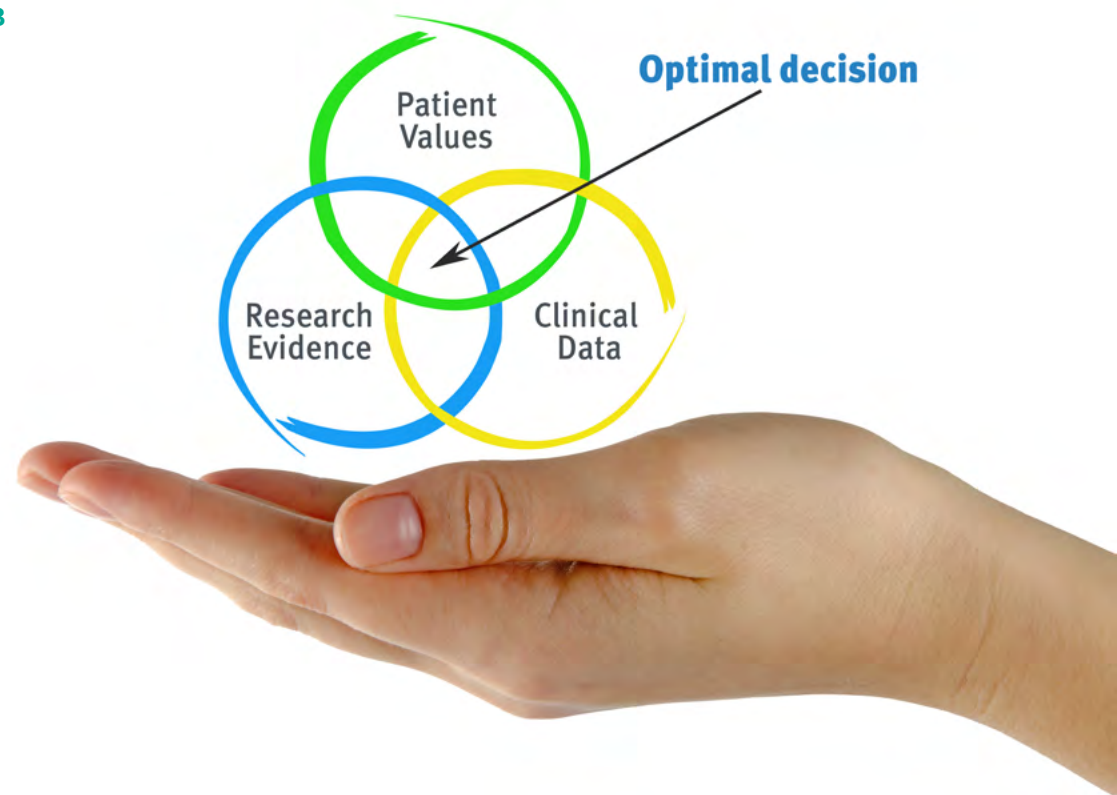 Optimal decision
Patient
Values
Research
Evidence
Clinical
Data